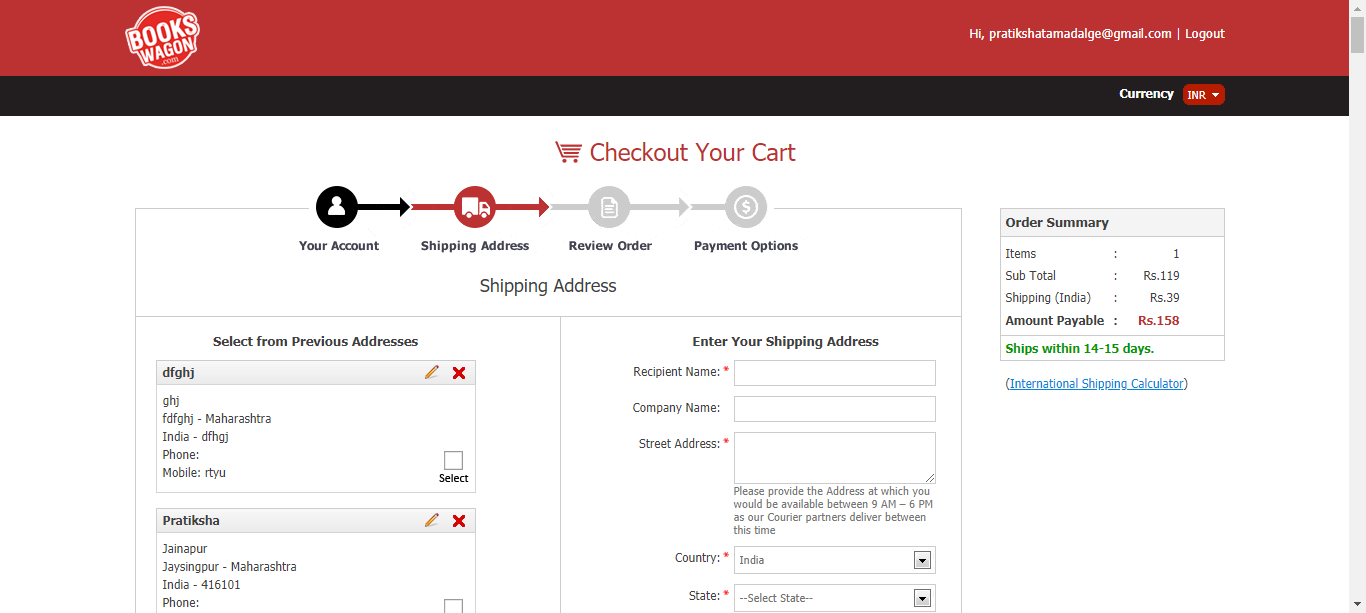 BOOKS
WAGON
.com
Hi, pratikshatamadalge@gmail.com | Logout
Currency INR
Checkout Your Cart
Your Account Shipping Address Review Order Payment Options
Shipping Address
Select from Previous Addresses
dfghj
ghj
fdfghj - Maharashtra
India - dfhgj
Phone:
Mobile: rtyu
Select
Pratiksha
Jainapur
Jaysingpur - Maharashtra
India - 416101
Phone:
Enter Your Shipping Address
Recipient Name: *
Company Name:
Street Address: *
Please provide the Address at which you
would be available between 9 AM – 6 PM
as our Courier partners deliver between
this time
Country: * India
State: * --Select State--
Order Summary
Items : 1
Sub Total : Rs.119
Shipping (India) : Rs.39
Amount Payable : Rs.158
Ships within 14-15 days.
(International Shipping Calculator)